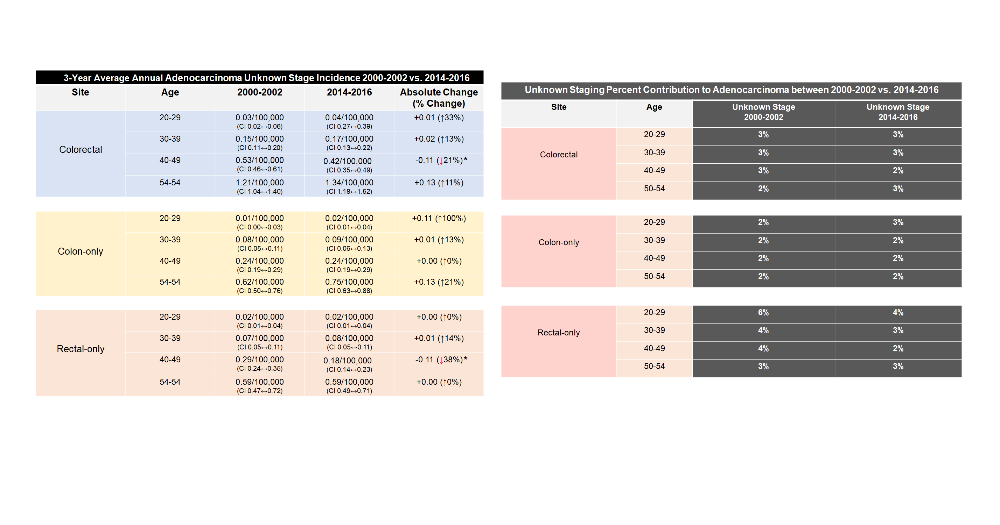 3-Year Average Annual Adenocarcinoma Unknown Stage Incidence 2000-2002 vs. 2014-2016
Site Age 2000-2002 2014-2016 Absolute Change
(% Change)
Colorectal
20-29 0.03/100,000 0.04/100,000 +0.01 (↑33%)
(CI 0.02↔0.06) (CI 0.27↔0.39)
30-39 0.15/100,000 0.17/100,000 +0.02 (↑13%)
(CI 0.11↔0.20) (CI 0.13↔0.22)
40-49 0.53/100,000 0.42/100,000 -0.11 (↓21%)*
(CI 0.46↔0.61) (CI 0.35↔0.49)
54-54 1.21/100,000 1.34/100,000 +0.13 (↑11%)
(CI 1.04↔1.40) (CI 1.18↔1.52)
Colon-only
20-29 0.01/100,000 0.02/100,000 +0.11 (↑100%)
(CI 0.00↔0.03) (CI 0.01↔0.04)
30-39 0.08/100,000 0.09/100,000 +0.01 (↑13%)
(CI 0.05↔0.11) (CI 0.06↔0.13)
40-49 0.24/100,000 0.24/100,000 +0.00 (↑0%)
(CI 0.19↔0.29) (CI 0.19↔0.29)
54-54 0.62/100,000 0.75/100,000 +0.13 (↑21%)
(CI 0.50↔0.76) (CI 0.63↔0.88)
Rectal-only
20-29 0.02/100,000 0.02/100,000 +0.00 (↑0%)
(CI 0.01↔0.04) (CI 0.01↔0.04)
30-39 0.07/100,000 0.08/100,000 +0.01 (↑14%)
(CI 0.05↔0.11) (CI 0.05↔0.11)
40-49 0.29/100,000 0.18/100,000 -0.11 (↓38%)*
(CI 0.24↔0.35) (CI 0.14↔0.23)
54-54 0.59/100,000 0.59/100,000 +0.00 (↑0%)
(CI 0.47↔0.72) (CI 0.49↔0.71)
Unknown Staging Percent Contribution to Adenocarcinoma between 2000-2002 vs. 2014-2016
Site Age Unknown Stage Unknown Stage
2000-2002 2014-2016
Colorectal
20-29 3% 3%
30-39 3% 3%
40-49 3% 2%
50-54 2% 3%
Colon-only
20-29 2% 3%
30-39 2% 2%
40-49 2% 2%
50-54 2% 2%
Rectal-only
20-29 6% 4%
30-39 4% 3%
40-49 4% 2%
50-54 3% 3%